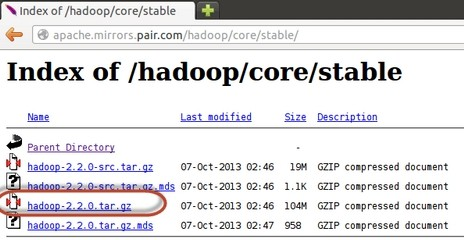 Index of /hadoop/core/stable
apache.mirrors.pair.com/hadoop/core/stable/
Index of /hadoop/core/stable
Name Last modified Size Description
Parent Directory -
hadoop-2.2.0-src.tar.gz 07-Oct-2013 02:46 19M GZIP compressed document
hadoop-2.2.0-src.tar.gz.mds 07-Oct-2013 02:46 1.1K GZIP compressed document
hadoop-2.2.0.tar.gz 07-Oct-2013 02:46 104M GZIP compressed document
hadoop-2.2.0.tar.gz.mds 07-Oct-2013 02:47 958 GZIP compressed document